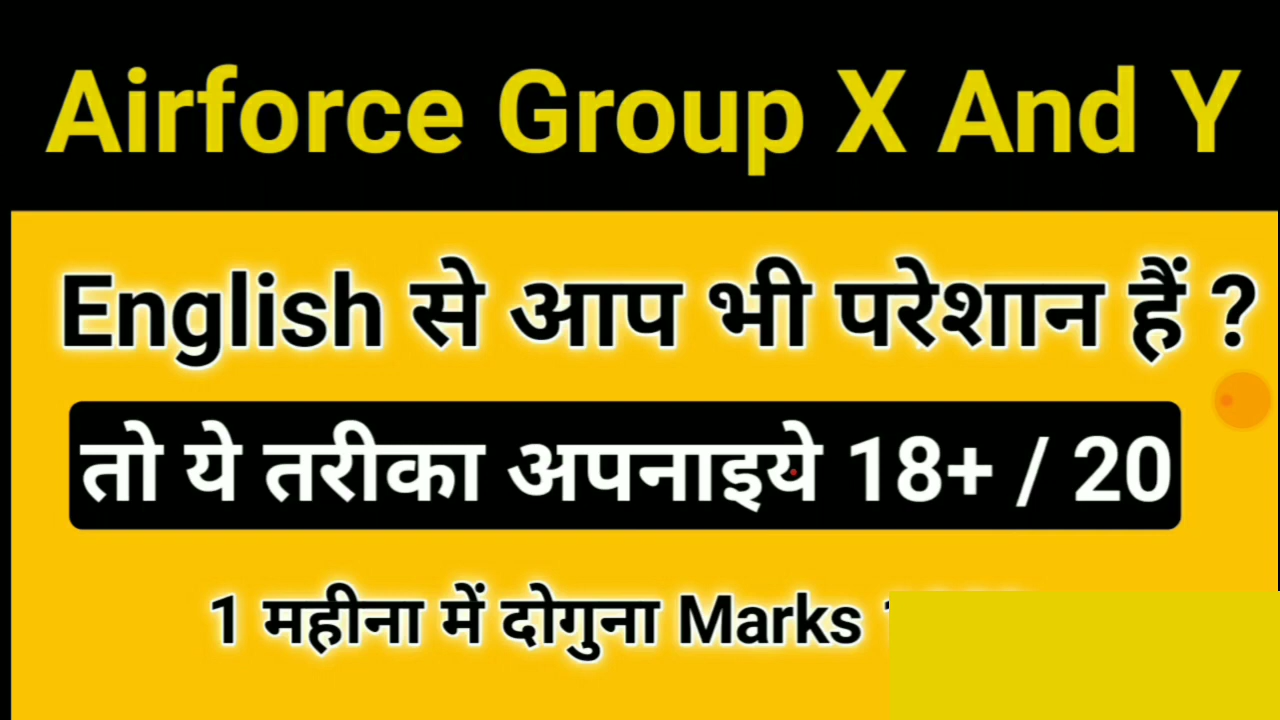 Airforce Group X And Y
English से आप भी परेशान हैं ?
तो ये तरीका अपनाइये 18+ / 20
1 महीना में दोगुना Marks